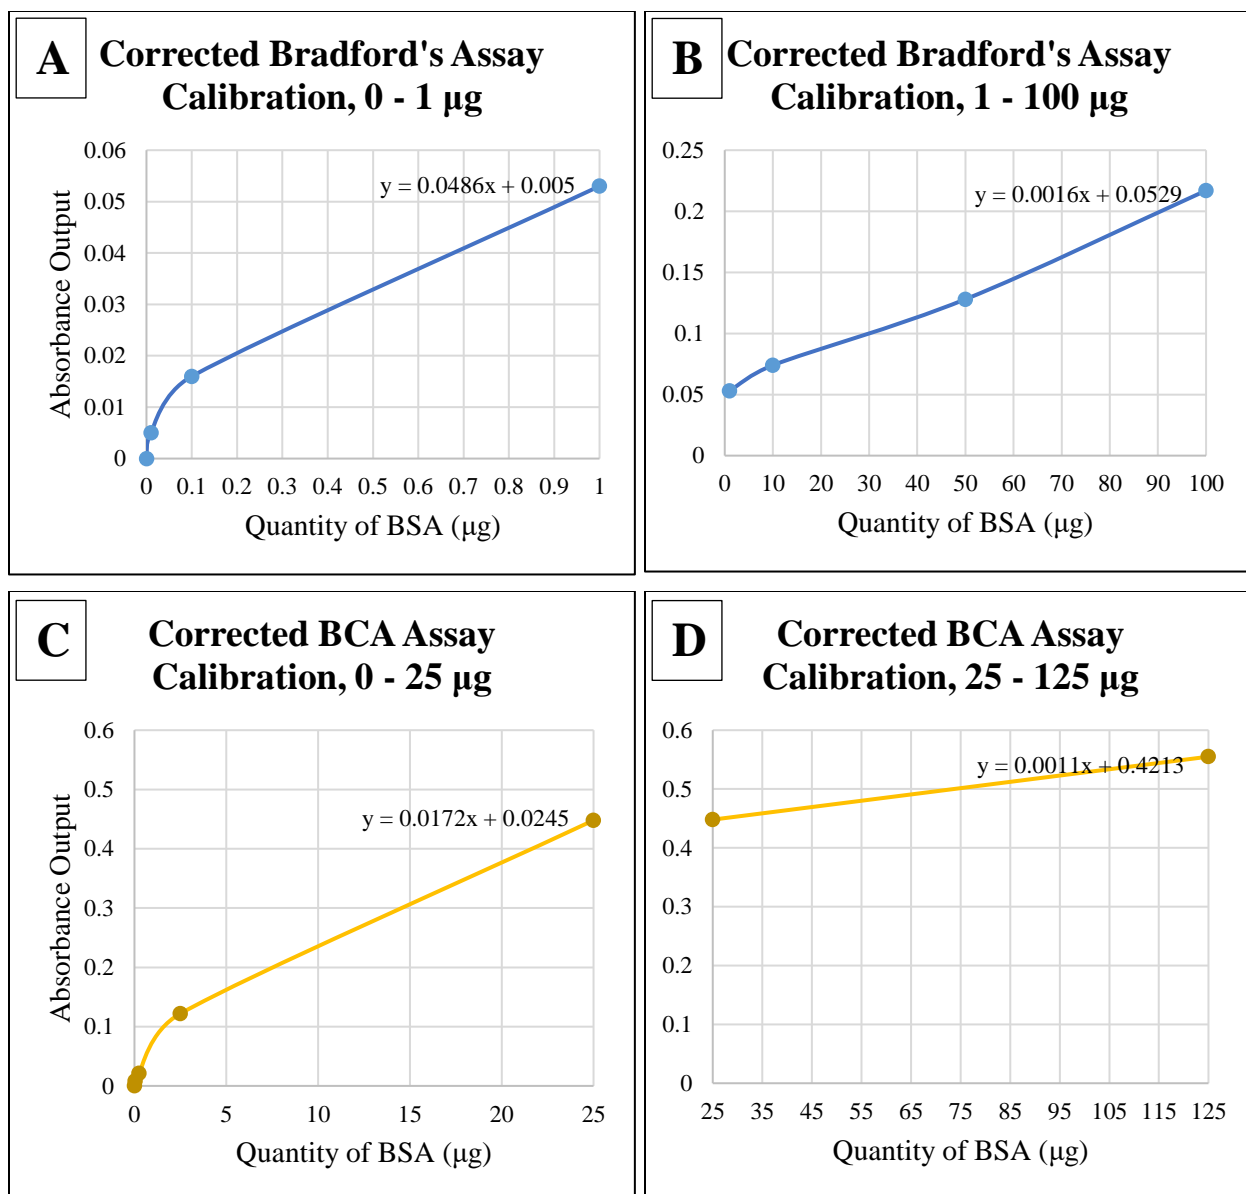 A
Corrected Bradford's Assay
Calibration, 0 - 1 μg
0.06
0.05
0.04
0.03
0.02
0.01
0
y = 0.0486x + 0.005
Absorbance Output
0 0.1 0.2 0.3 0.4 0.5 0.6 0.7 0.8 0.9 1
Quantity of BSA (μg)
B
Corrected Bradford's Assay
Calibration, 1 - 100 μg
0.25
0.2
0.15
0.1
0.05
0
y = 0.0016x + 0.0529
0 10 20 30 40 50 60 70 80 90 100
Quantity of BSA (μg)
C
Corrected BCA Assay
Calibration, 0 - 25 μg
0.6
0.5
0.4
0.3
0.2
0.1
0
y = 0.0172x + 0.0245
Absorbance Output
0 5 10 15 20 25
Quantity of BSA (μg)
D
Corrected BCA Assay
Calibration, 25 - 125 μg
0.6
0.5
0.4
0.3
0.2
0.1
0
y = 0.0011x + 0.4213
25 35 45 55 65 75 85 95 105 115 125
Quantity of BSA (μg)